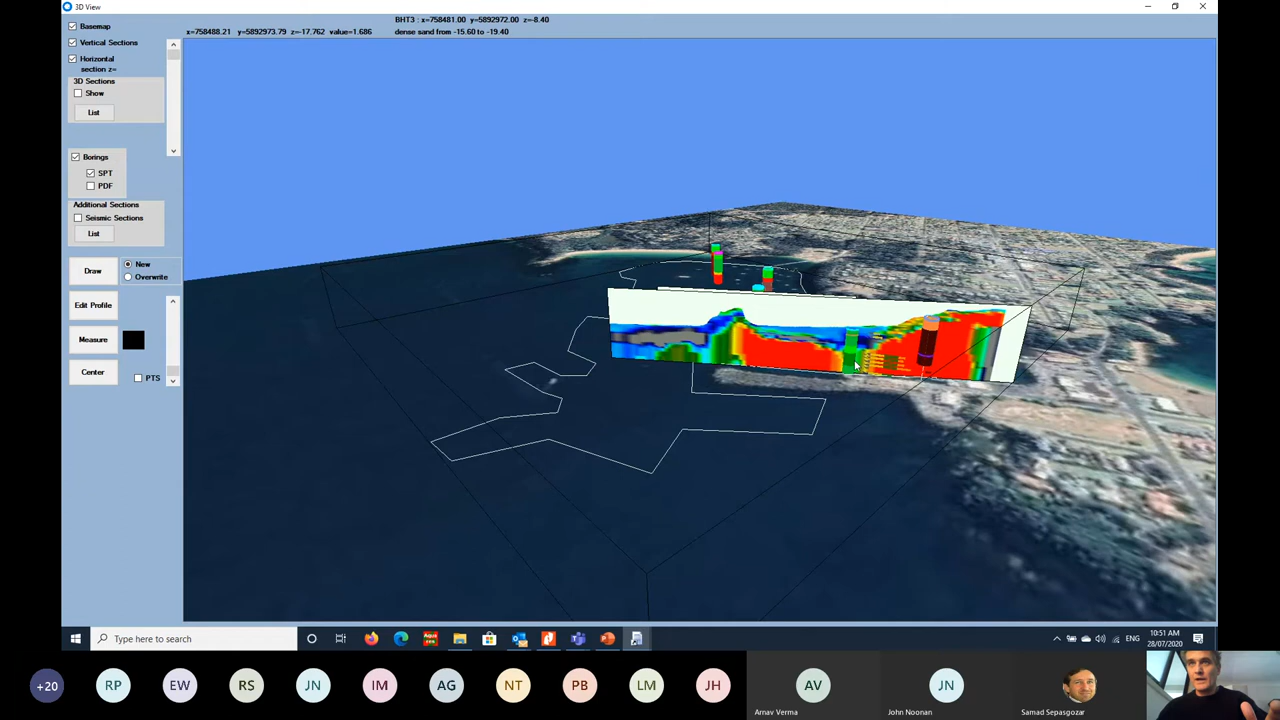 3D View
Basemap
Vertical Sections
Horizontal
section z=
3D Sections
Show
List
Borings
SPT
PDF
Additional Sections
Seismic Sections
List
Draw
New
Overwrite
Edit Profile
Measure
Center
PTS
BHT3 : x=758481.00 y=5892972.00 z=-8.40
x=758488.21 y=5892973.79 z=-17.762 value=1.686
dense sand from -15.60 to -19.40
Type here to search
Aqua
res
ENG
10:51 AM
28/07/2020
+20
RP
EW
RS
JN
IM
AG
NT
PB
LM
JH
AV
Arnav Verma
JN
John Noonan
Samad Sepasgozar